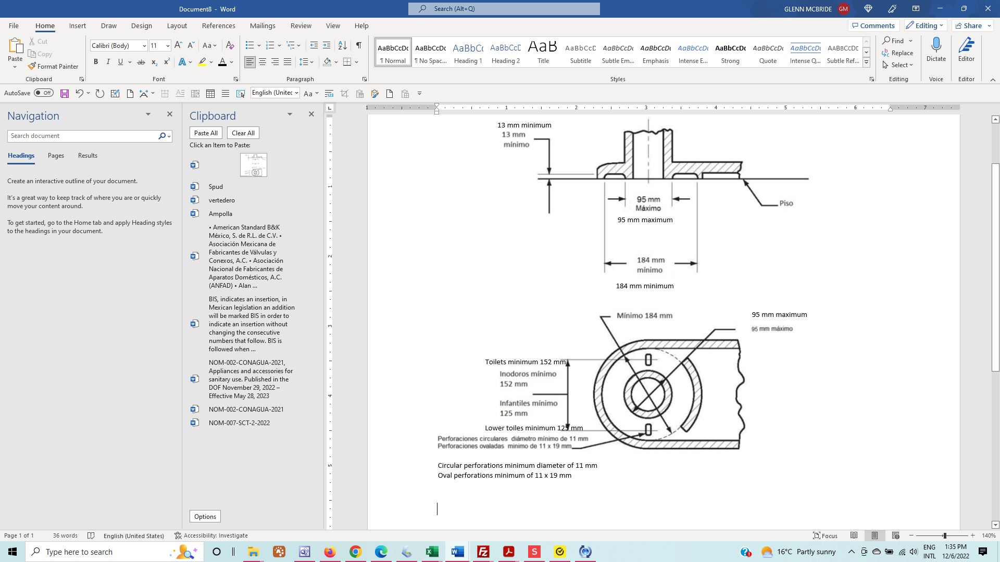 Document8 - Word
Search (Alt+Q)
GLENN MCBRIDE GM
File Home Insert Draw Design Layout References Mailings Review View Help
Comments Editing Share
Paste
Cut
Copy
Format Painter
Clipboard
Calibri (Body) 11
Font
Paragraph
AaBbCcDc AaBbCcDc AaBbCc AaBbCcD AaB AaBbCcD AaBbCcDc AaBbCcDc AaBbCcDc AaBbCcDc AaBbCcDc AaBbCcDc AaBbCcDc
¶ Normal ¶ No Spac... Heading 1 Heading 2 Title Subtitle Subtle Em... Emphasis Intense E... Strong Quote Intense Q... Subtle Ref...
Styles
Find
Replace
Select
Editing
Dictate
Voice
Editor
Editor
AutoSave Off
English (Unitec
Navigation
Search document
Headings Pages Results
Create an interactive outline of your document.
It's a great way to keep track of where you are or quickly
move your content around.
To get started, go to the Home tab and apply Heading styles
to the headings in your document.
Clipboard
Paste All Clear All
Click an Item to Paste:
Spud
vertedero
Ampolla
• American Standard B&K
México, S. de R.L. de C.V. •
Asociación Mexicana de
Fabricantes de Válvulas y
Conexos, A.C. • Asociación
Nacional de Fabricantes de
Aparatos Domésticos, A.C.
(ANFAD) • Alan ...
BIS, indicates an insertion, in
Mexican legislation an addition
will be marked BIS in order to
indicate an insertion without
changing the consecutive
numbers that follow. BIS is
followed when ...
NOM-002-CONAGUA-2021,
Appliances and accessories for
sanitary use. Published in the
DOF November 29, 2022 –
Effective May 28, 2023
NOM-002-CONAGUA-2021
NOM-007-SCT-2-2022
Options
13 mm minimum
13 mm
mínimo
95 mm
Máximo
95 mm maximum
Piso
184 mm
mínimo
184 mm minimum
Mínimo 184 mm
95 mm maximum
95 mm máximo
Toilets minimum 152 mm
Inodoros mínimo
152 mm
Infantiles mínimo
125 mm
Lower toiles minimum 125 mm
Perforaciones circulares diámetro mínimo de 11 mm
Perforaciones ovaladas minimo de 11 x 19 mm
Circular perforations minimum diameter of 11 mm
Oval perforations minimum of 11 x 19 mm
Page 1 of 1 36 words English (United States) Accessibility: Investigate
Focus 140%
Type here to search
16°C Partly sunny
ENG
INTL
1:35 PM
12/6/2022